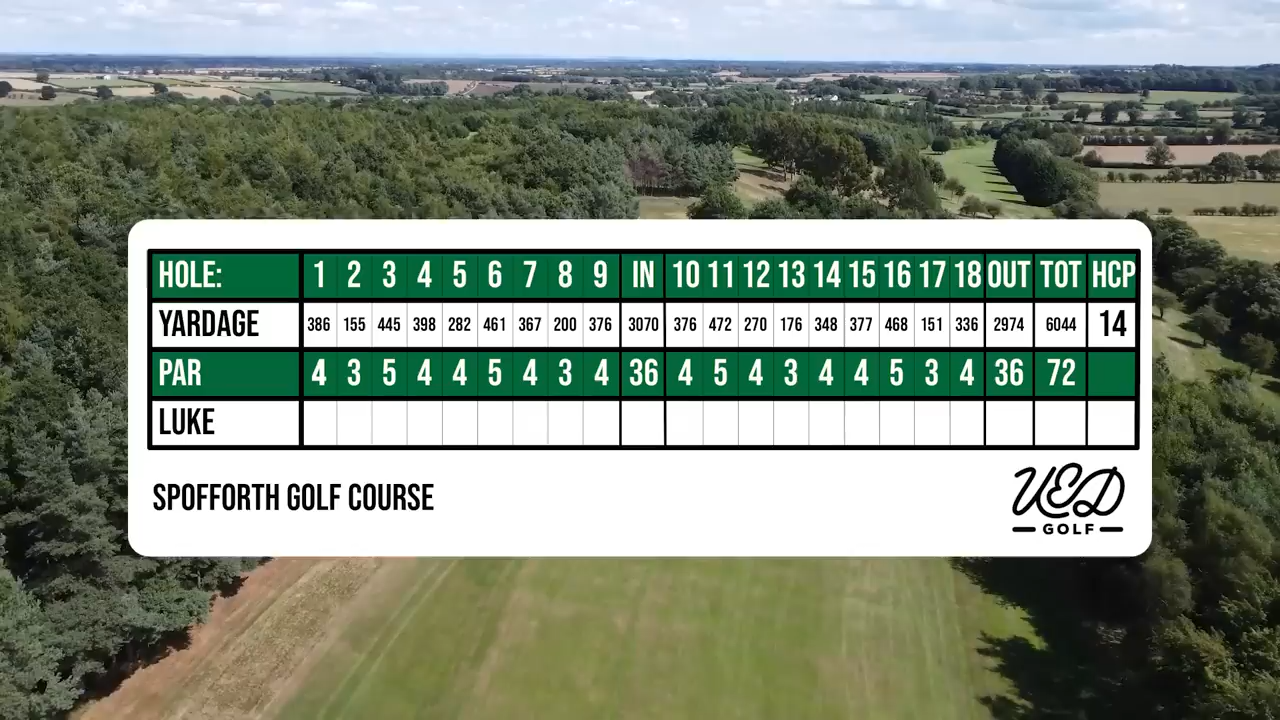 HOLE: 1 2 3 4 5 6 7 8 9 IN 10 11 12 13 14 15 16 17 18 OUT TOT HCP
YARDAGE 386 155 445 398 282 461 367 200 376 3070 376 472 270 176 348 377 468 151 336 2974 6044 14
PAR 4 3 5 4 4 5 4 3 4 36 4 5 4 3 4 4 5 3 4 36 72
LUKE
SPOFFORTH GOLF COURSE
UED
GOLF